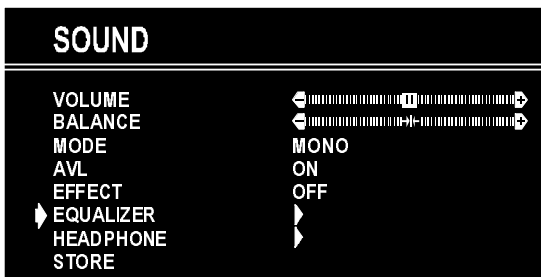 SOUND
VOLUME
BALANCE
MODE MONO
AVL ON
EFFECT OFF
EQUALIZER
HEADPHONE
STORE